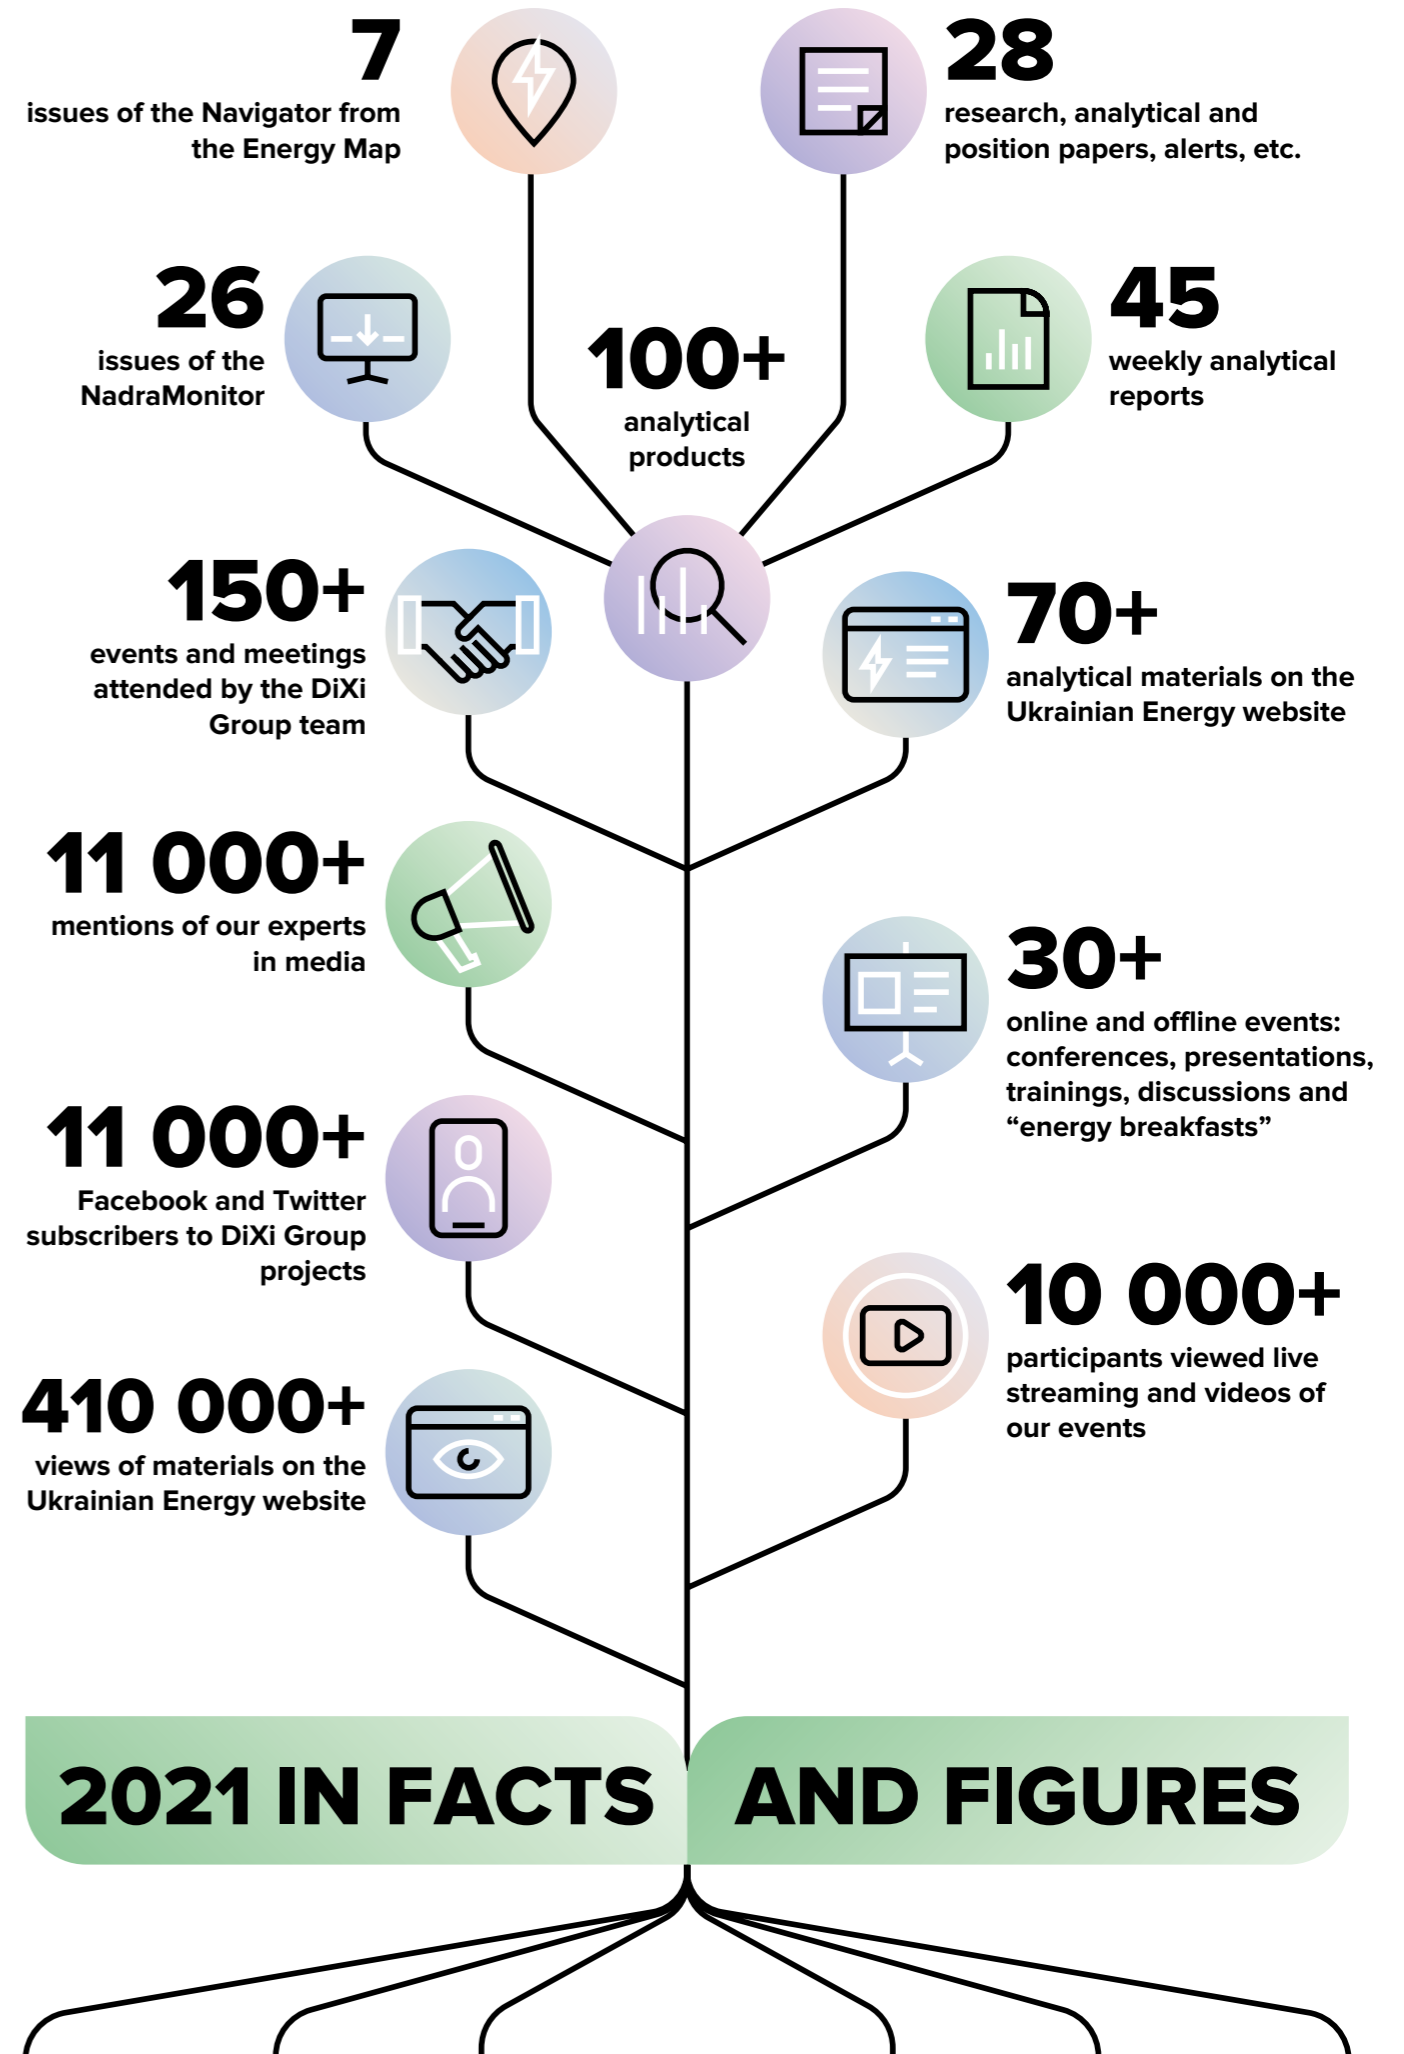 7
issues of the Navigator from
the Energy Map
28
research, analytical and
position papers, alerts, etc.
26
issues of the
NadraMonitor
100+
analytical
products
45
weekly analytical
reports
150+
events and meetings
attended by the DiXi
Group team
70+
analytical materials on the
Ukrainian Energy website
11 000+
mentions of our experts
in media
30+
online and offline events:
conferences, presentations,
trainings, discussions and
“energy breakfasts”
11 000+
Facebook and Twitter
subscribers to DiXi Group
projects
10 000+
participants viewed live
streaming and videos of
our events
410 000+
views of materials on the
Ukrainian Energy website
2021 IN FACTS AND FIGURES